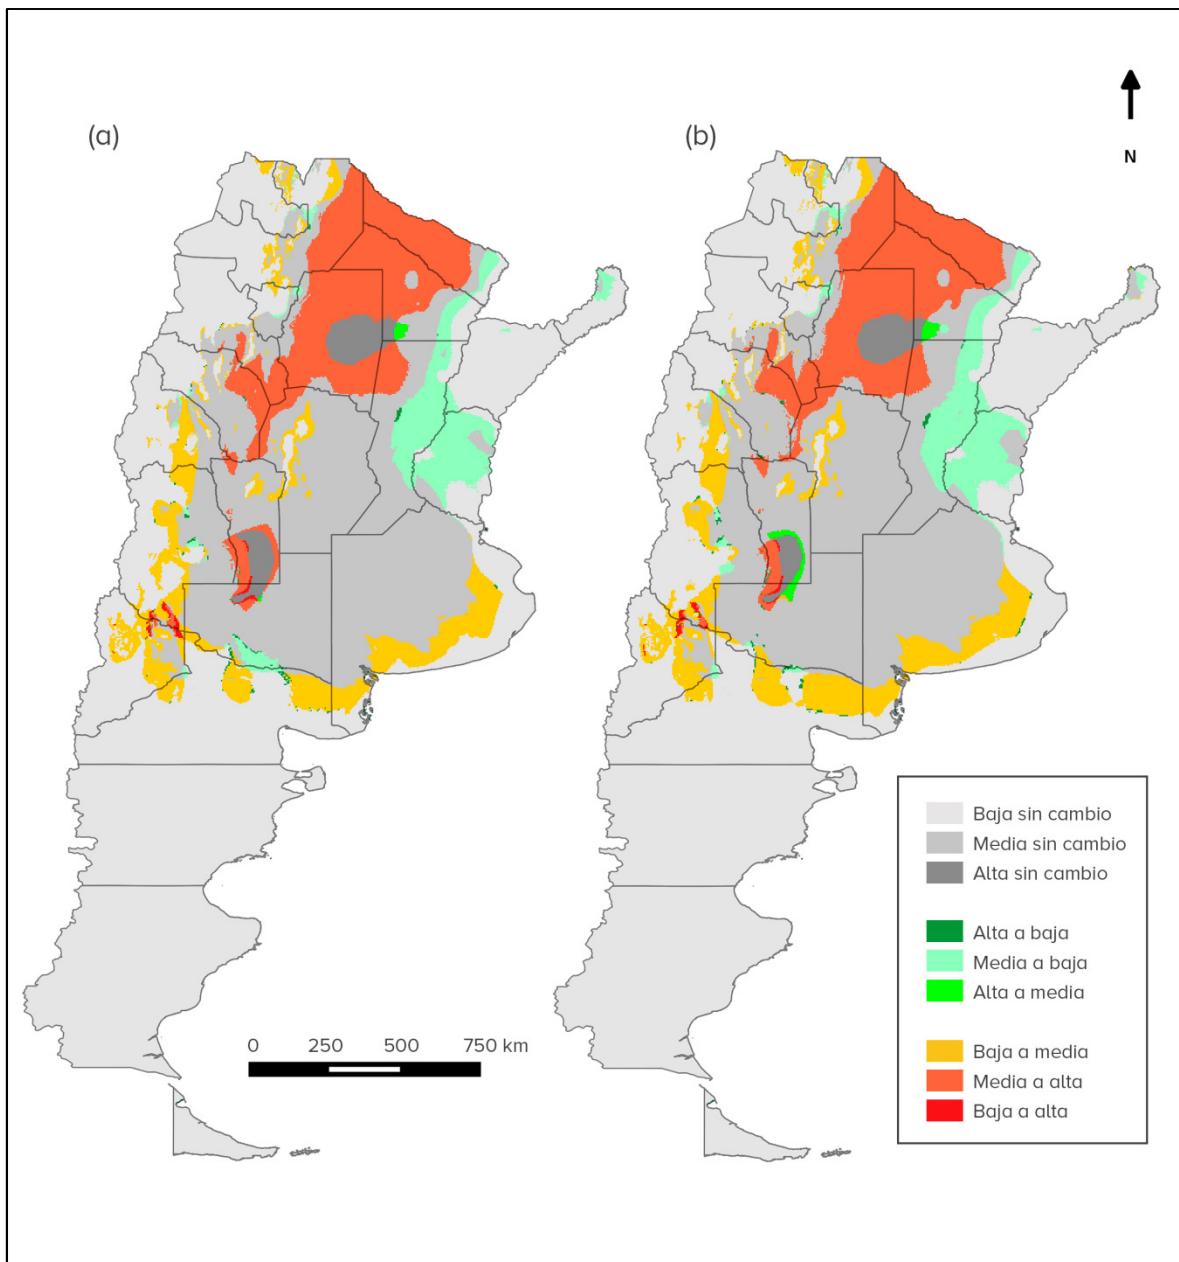 (a)
(b)
N
Baja sin cambio
Media sin cambio
Alta sin cambio
Alta a baja
Media a baja
Alta a media
Baja a media
Media a alta
Baja a alta
0 250 500 750 km